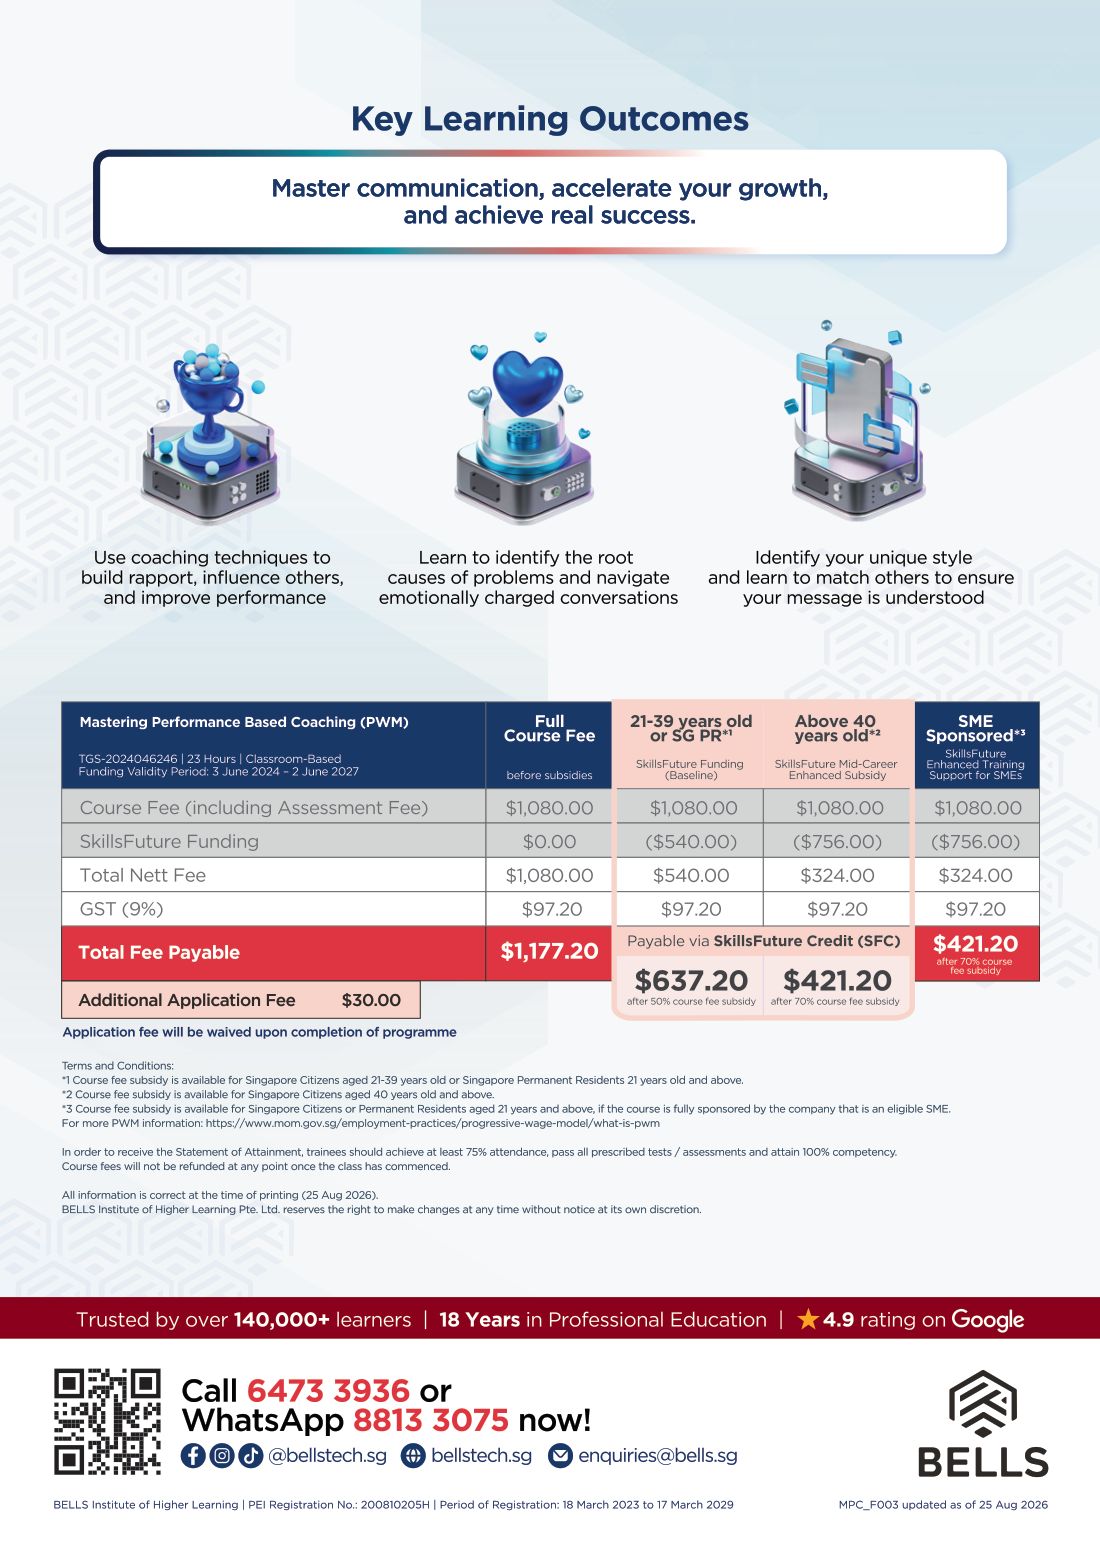 Key Learning Outcomes
Master communication, accelerate your growth,
and achieve real success.
Use coaching techniques to
build rapport, influence others,
and improve performance
Learn to identify the root
causes of problems and navigate
emotionally charged conversations
Identify your unique style
and learn to match others to ensure
your message is understood
Mastering Performance Based Coaching (PWM)
TGS-2024046246 | 23 Hours | Classroom-Based
Funding Validity Period: 3 June 2024 – 2 June 2027
Full
Course Fee
before subsidies
21-39 years old
or SG PR*¹
SkillsFuture Funding
(Baseline)
Above 40
years old*²
SkillsFuture Mid-Career
Enhanced Subsidy
SME
Sponsored*³
SkillsFuture
Enhanced Training
Support for SMEs
Course Fee (including Assessment Fee) $1,080.00 $1,080.00 $1,080.00 $1,080.00
SkillsFuture Funding $0.00 ($540.00) ($756.00) ($756.00)
Total Nett Fee $1,080.00 $540.00 $324.00 $324.00
GST (9%) $97.20 $97.20 $97.20 $97.20
Total Fee Payable $1,177.20
Payable via SkillsFuture Credit (SFC)
$637.20
after 50% course fee subsidy
$421.20
after 70% course fee subsidy
$421.20
after 70% course
fee subsidy
Additional Application Fee $30.00
Application fee will be waived upon completion of programme
Terms and Conditions:
*1 Course fee subsidy is available for Singapore Citizens aged 21-39 years old or Singapore Permanent Residents 21 years old and above.
*2 Course fee subsidy is available for Singapore Citizens aged 40 years old and above.
*3 Course fee subsidy is available for Singapore Citizens or Permanent Residents aged 21 years and above, if the course is fully sponsored by the company that is an eligible SME.
For more PWM information: https://www.mom.gov.sg/employment-practices/progressive-wage-model/what-is-pwm
In order to receive the Statement of Attainment, trainees should achieve at least 75% attendance, pass all prescribed tests / assessments and attain 100% competency.
Course fees will not be refunded at any point once the class has commenced.
All information is correct at the time of printing (25 Aug 2026).
BELLS Institute of Higher Learning Pte. Ltd. reserves the right to make changes at any time without notice at its own discretion.
Trusted by over 140,000+ learners | 18 Years in Professional Education | 4.9 rating on Google
Call 6473 3936 or
WhatsApp 8813 3075 now!
@bellstech.sg bellstech.sg enquiries@bells.sg
BELLS
BELLS Institute of Higher Learning | PEI Registration No.: 200810205H | Period of Registration: 18 March 2023 to 17 March 2029
MPC_F003 updated as of 25 Aug 2026